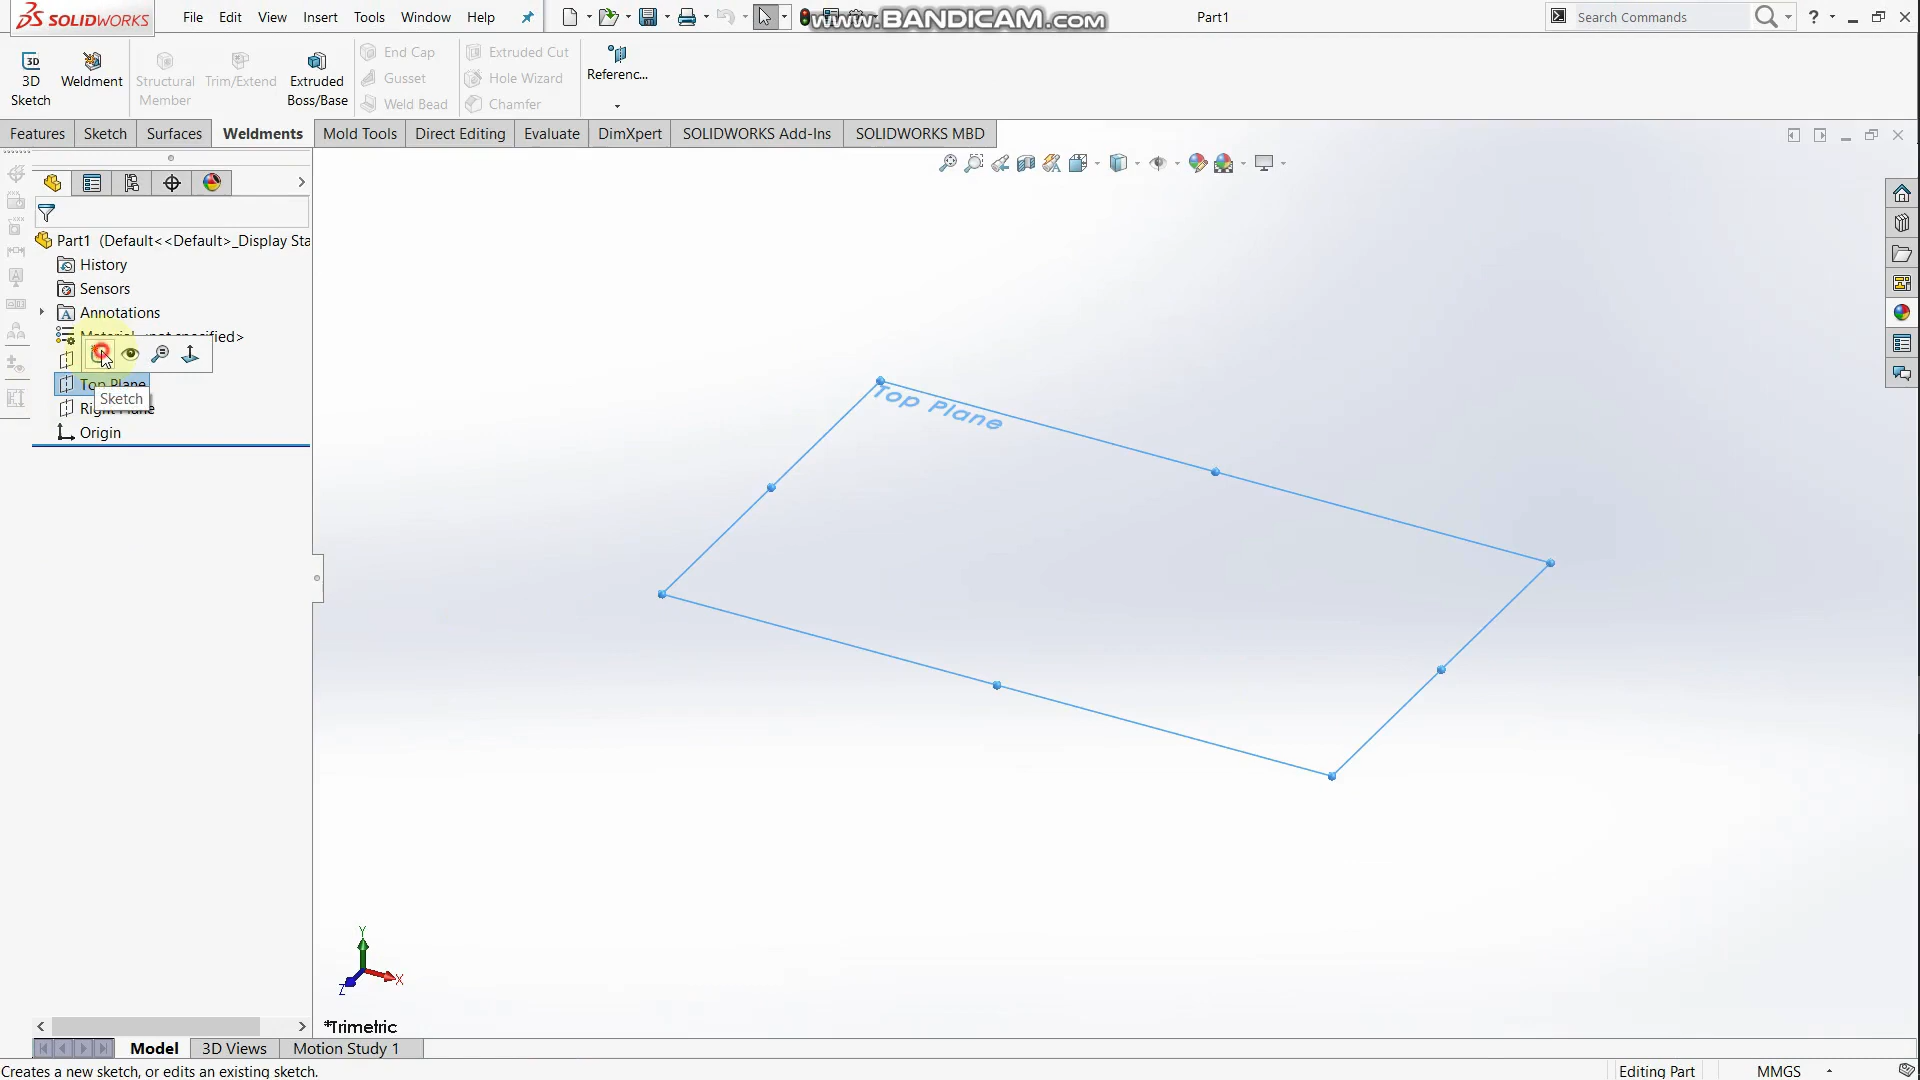 SOLIDWORKS
File Edit View Insert Tools Window Help
www.BANDICAM.com
Part1
Search Commands
3D Sketch
Weldment
Structural Member
Trim/Extend
Extruded Boss/Base
End Cap
Gusset
Weld Bead
Extruded Cut
Hole Wizard
Chamfer
Referenc...
Features Sketch Surfaces Weldments Mold Tools Direct Editing Evaluate DimXpert SOLIDWORKS Add-Ins SOLIDWORKS MBD
Part1 (Default<<Default>_Display Sta
History
Sensors
Annotations
Top Plane
Sketch
Origin
Top Plane
Y
X
Z
*Trimetric
Model 3D Views Motion Study 1
Creates a new sketch, or edits an existing sketch.
Editing Part MMGS